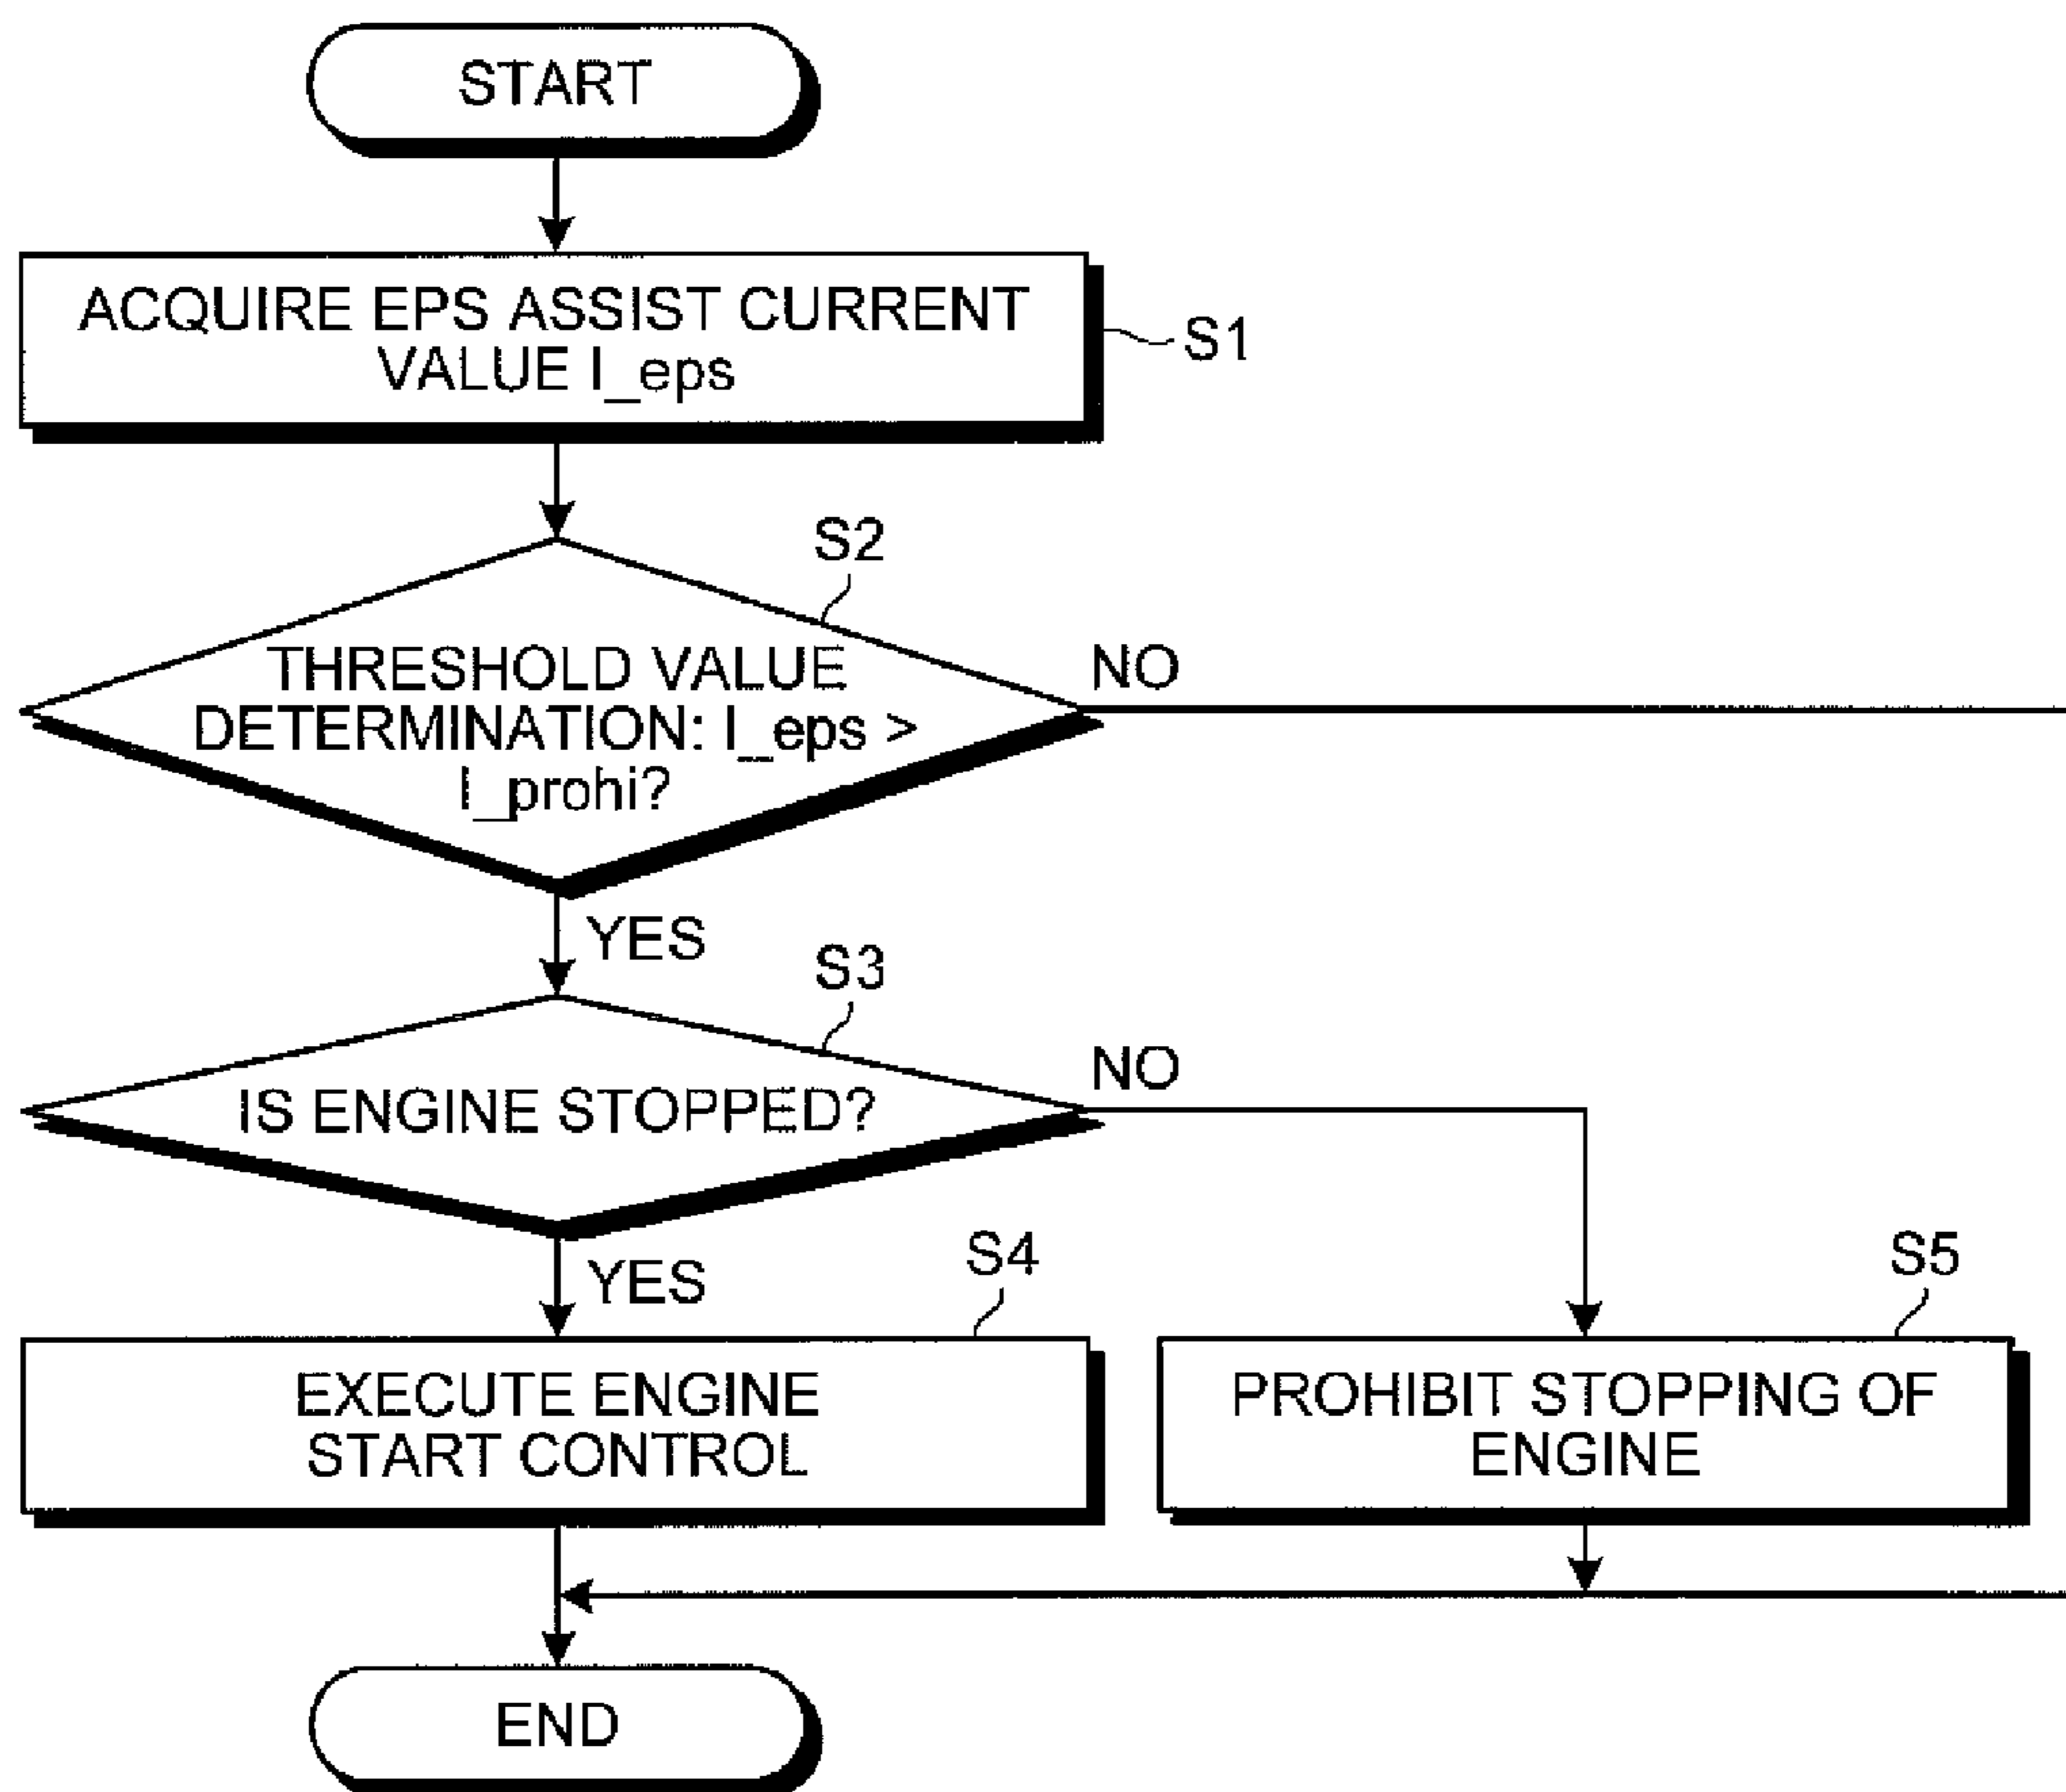 START
ACQUIRE EPS ASSIST CURRENT
VALUE I_eps
S1
S2
THRESHOLD VALUE
DETERMINATION: I_eps >
I_prohi?
NO
YES
S3
IS ENGINE STOPPED?
NO
YES
S4
S5
EXECUTE ENGINE
START CONTROL
PROHIBIT STOPPING OF
ENGINE
END